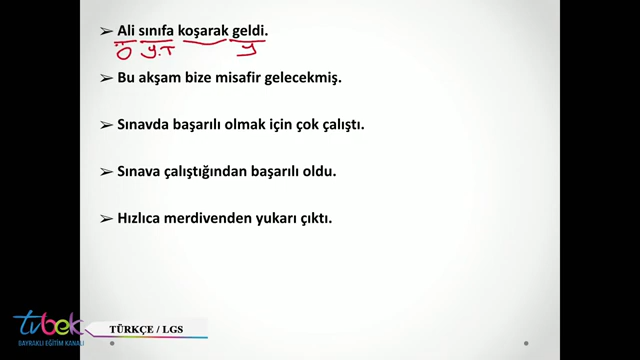 Ali sınıfa koşarak geldi.
Ö y.T y
Bu akşam bize misafir gelecekmiş.
Sınavda başarılı olmak için çok çalıştı.
Sınava çalıştığından başarılı oldu.
Hızlıca merdivenden yukarı çıktı.
tvbek
BAYRAKLI EĞİTİM KANALI
TÜRKÇE / LGS